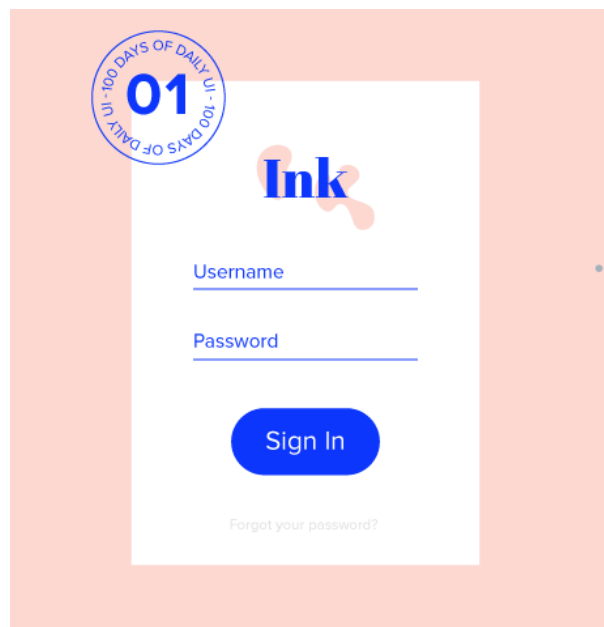 100 DAYS OF DAILY UI - 100 DAYS OF DAILY UI -
01
Ink
Username
Password
Sign In
Forgot your password?